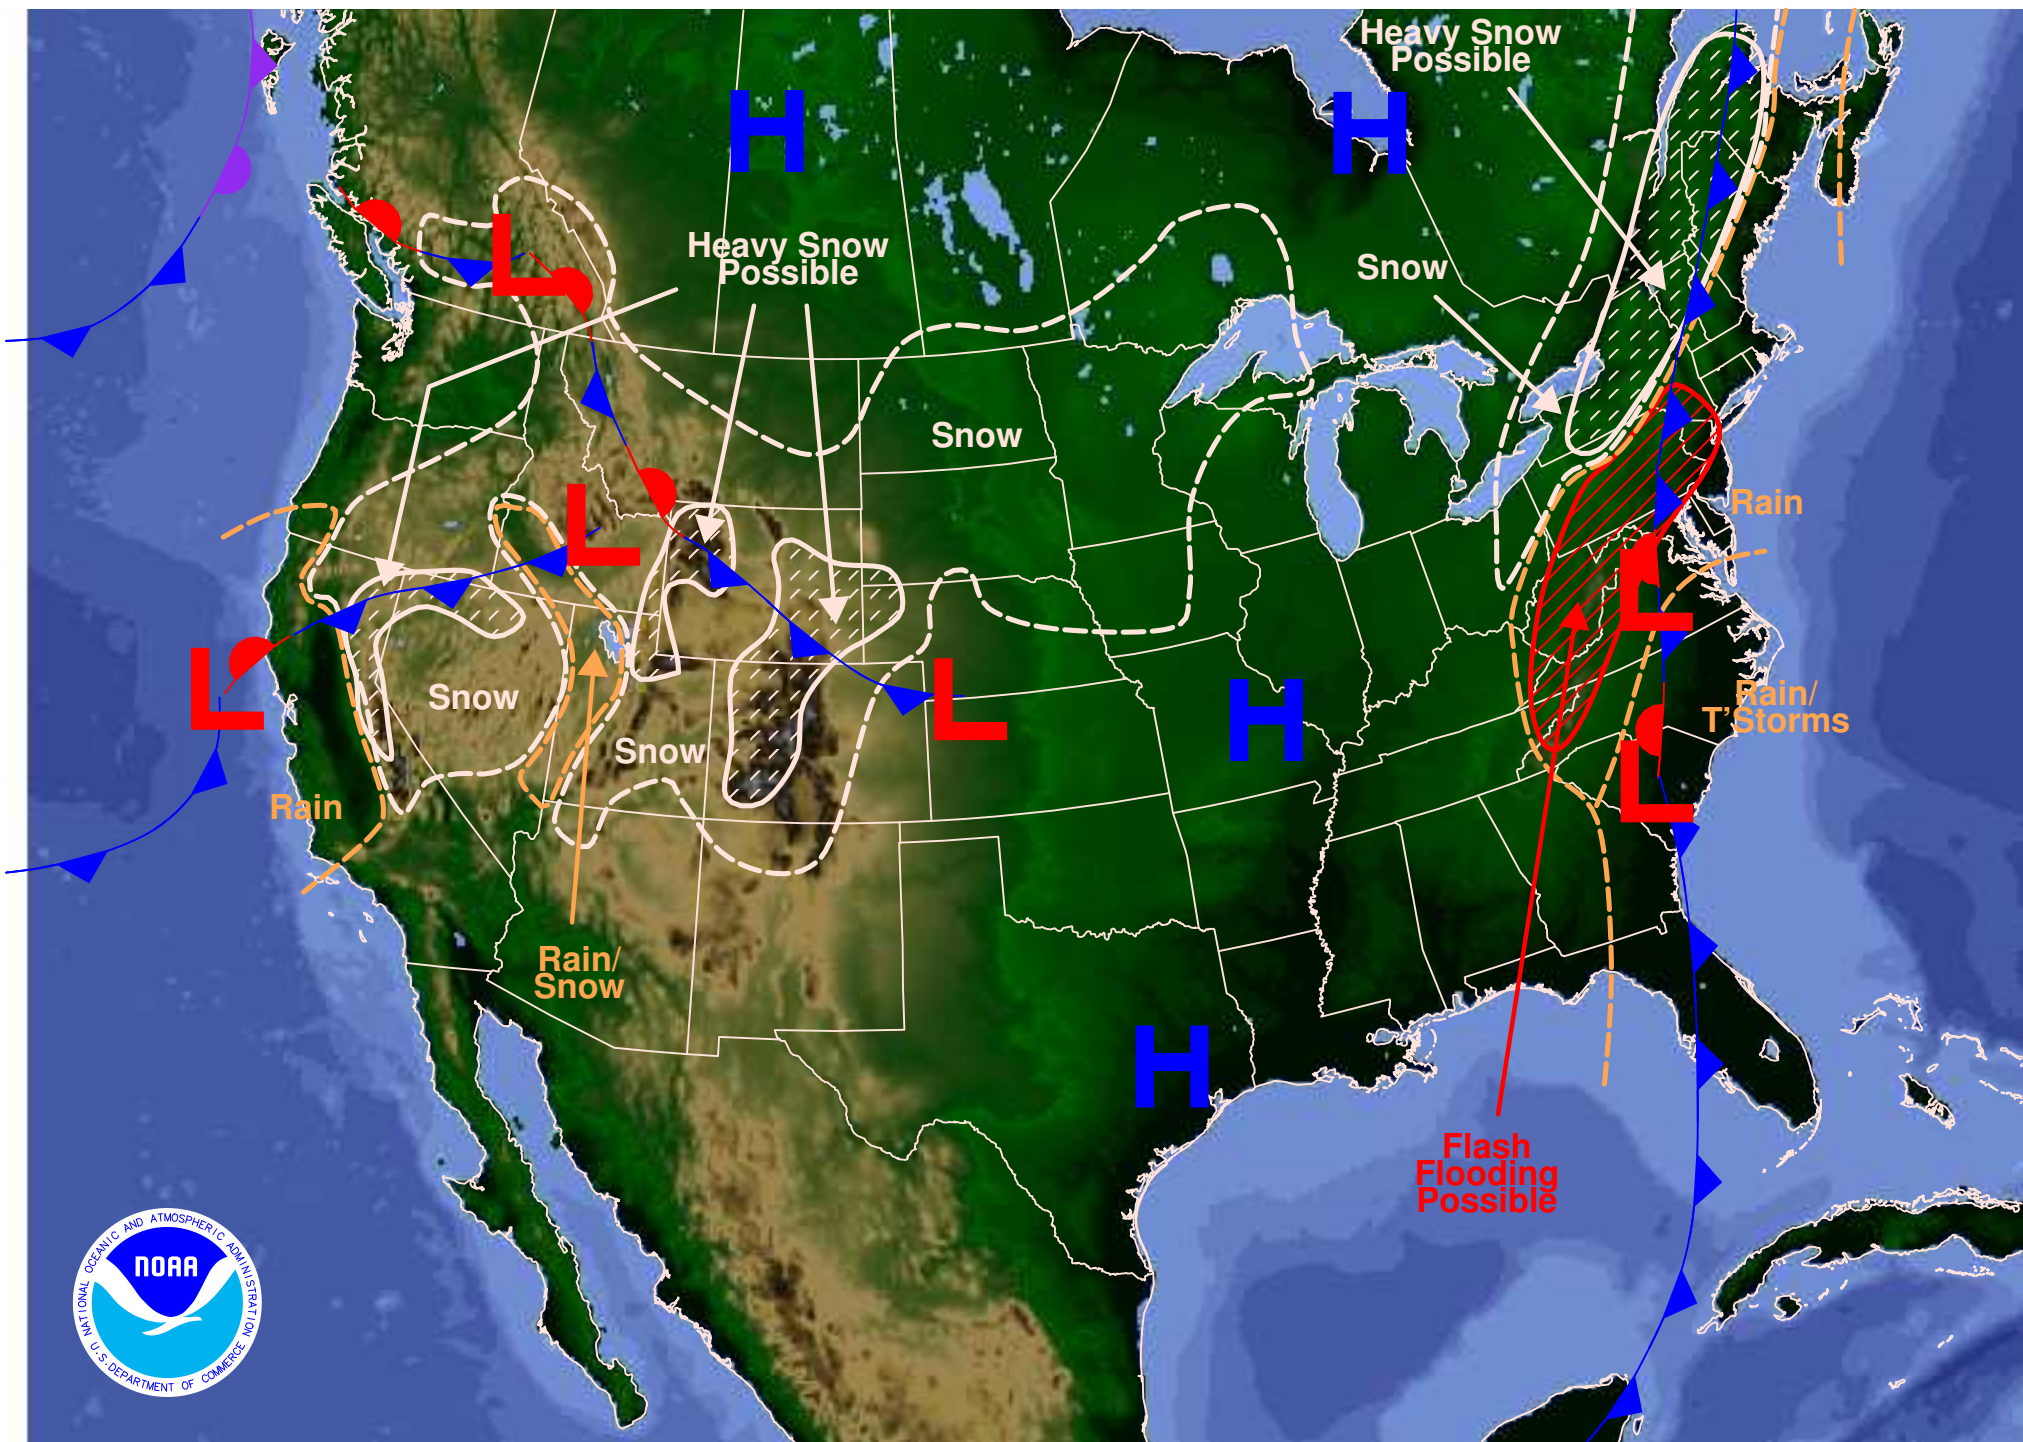 Heavy Snow
Possible
H
H
L
Heavy Snow
Possible
Snow
Snow
Rain
L
L
L
Snow
Snow
L
H
Rain/
T'Storms
L
Rain
Rain/
Snow
H
Flash
Flooding
Possible
NOAA
NATIONAL OCEANIC AND ATMOSPHERIC ADMINISTRATION
U.S. DEPARTMENT OF COMMERCE